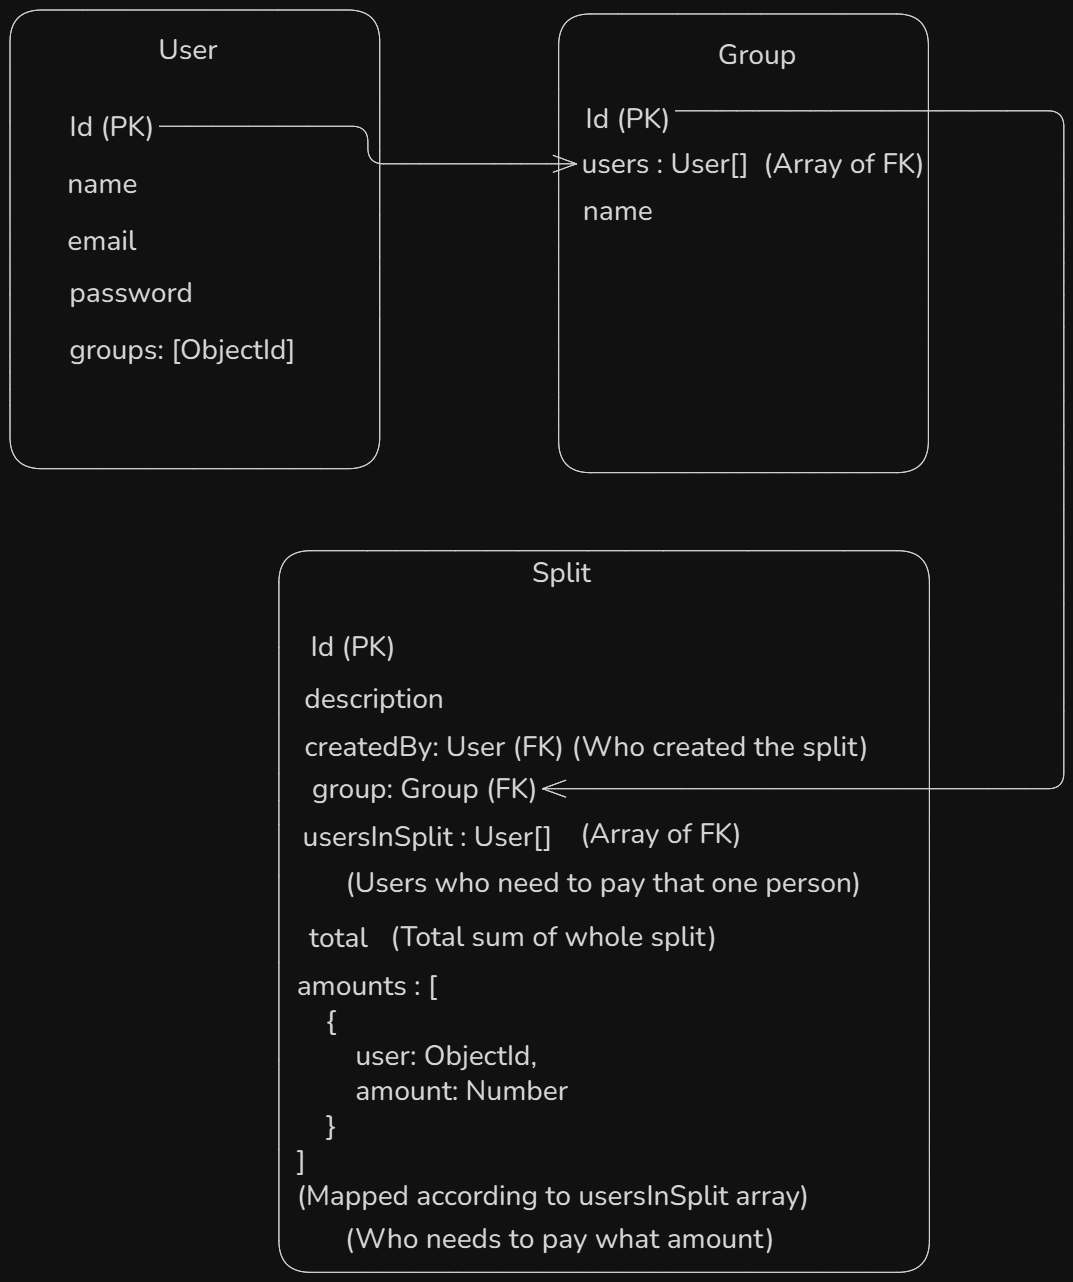 User
Id (PK)
name
email
password
groups: [ObjectId]
Group
Id (PK)
users : User[] (Array of FK)
name
Split
Id (PK)
description
createdBy: User (FK) (Who created the split)
group: Group (FK)
usersInSplit : User[] (Array of FK)
(Users who need to pay that one person)
total (Total sum of whole split)
amounts : [
{
user: ObjectId,
amount: Number
}
]
(Mapped according to usersInSplit array)
(Who needs to pay what amount)